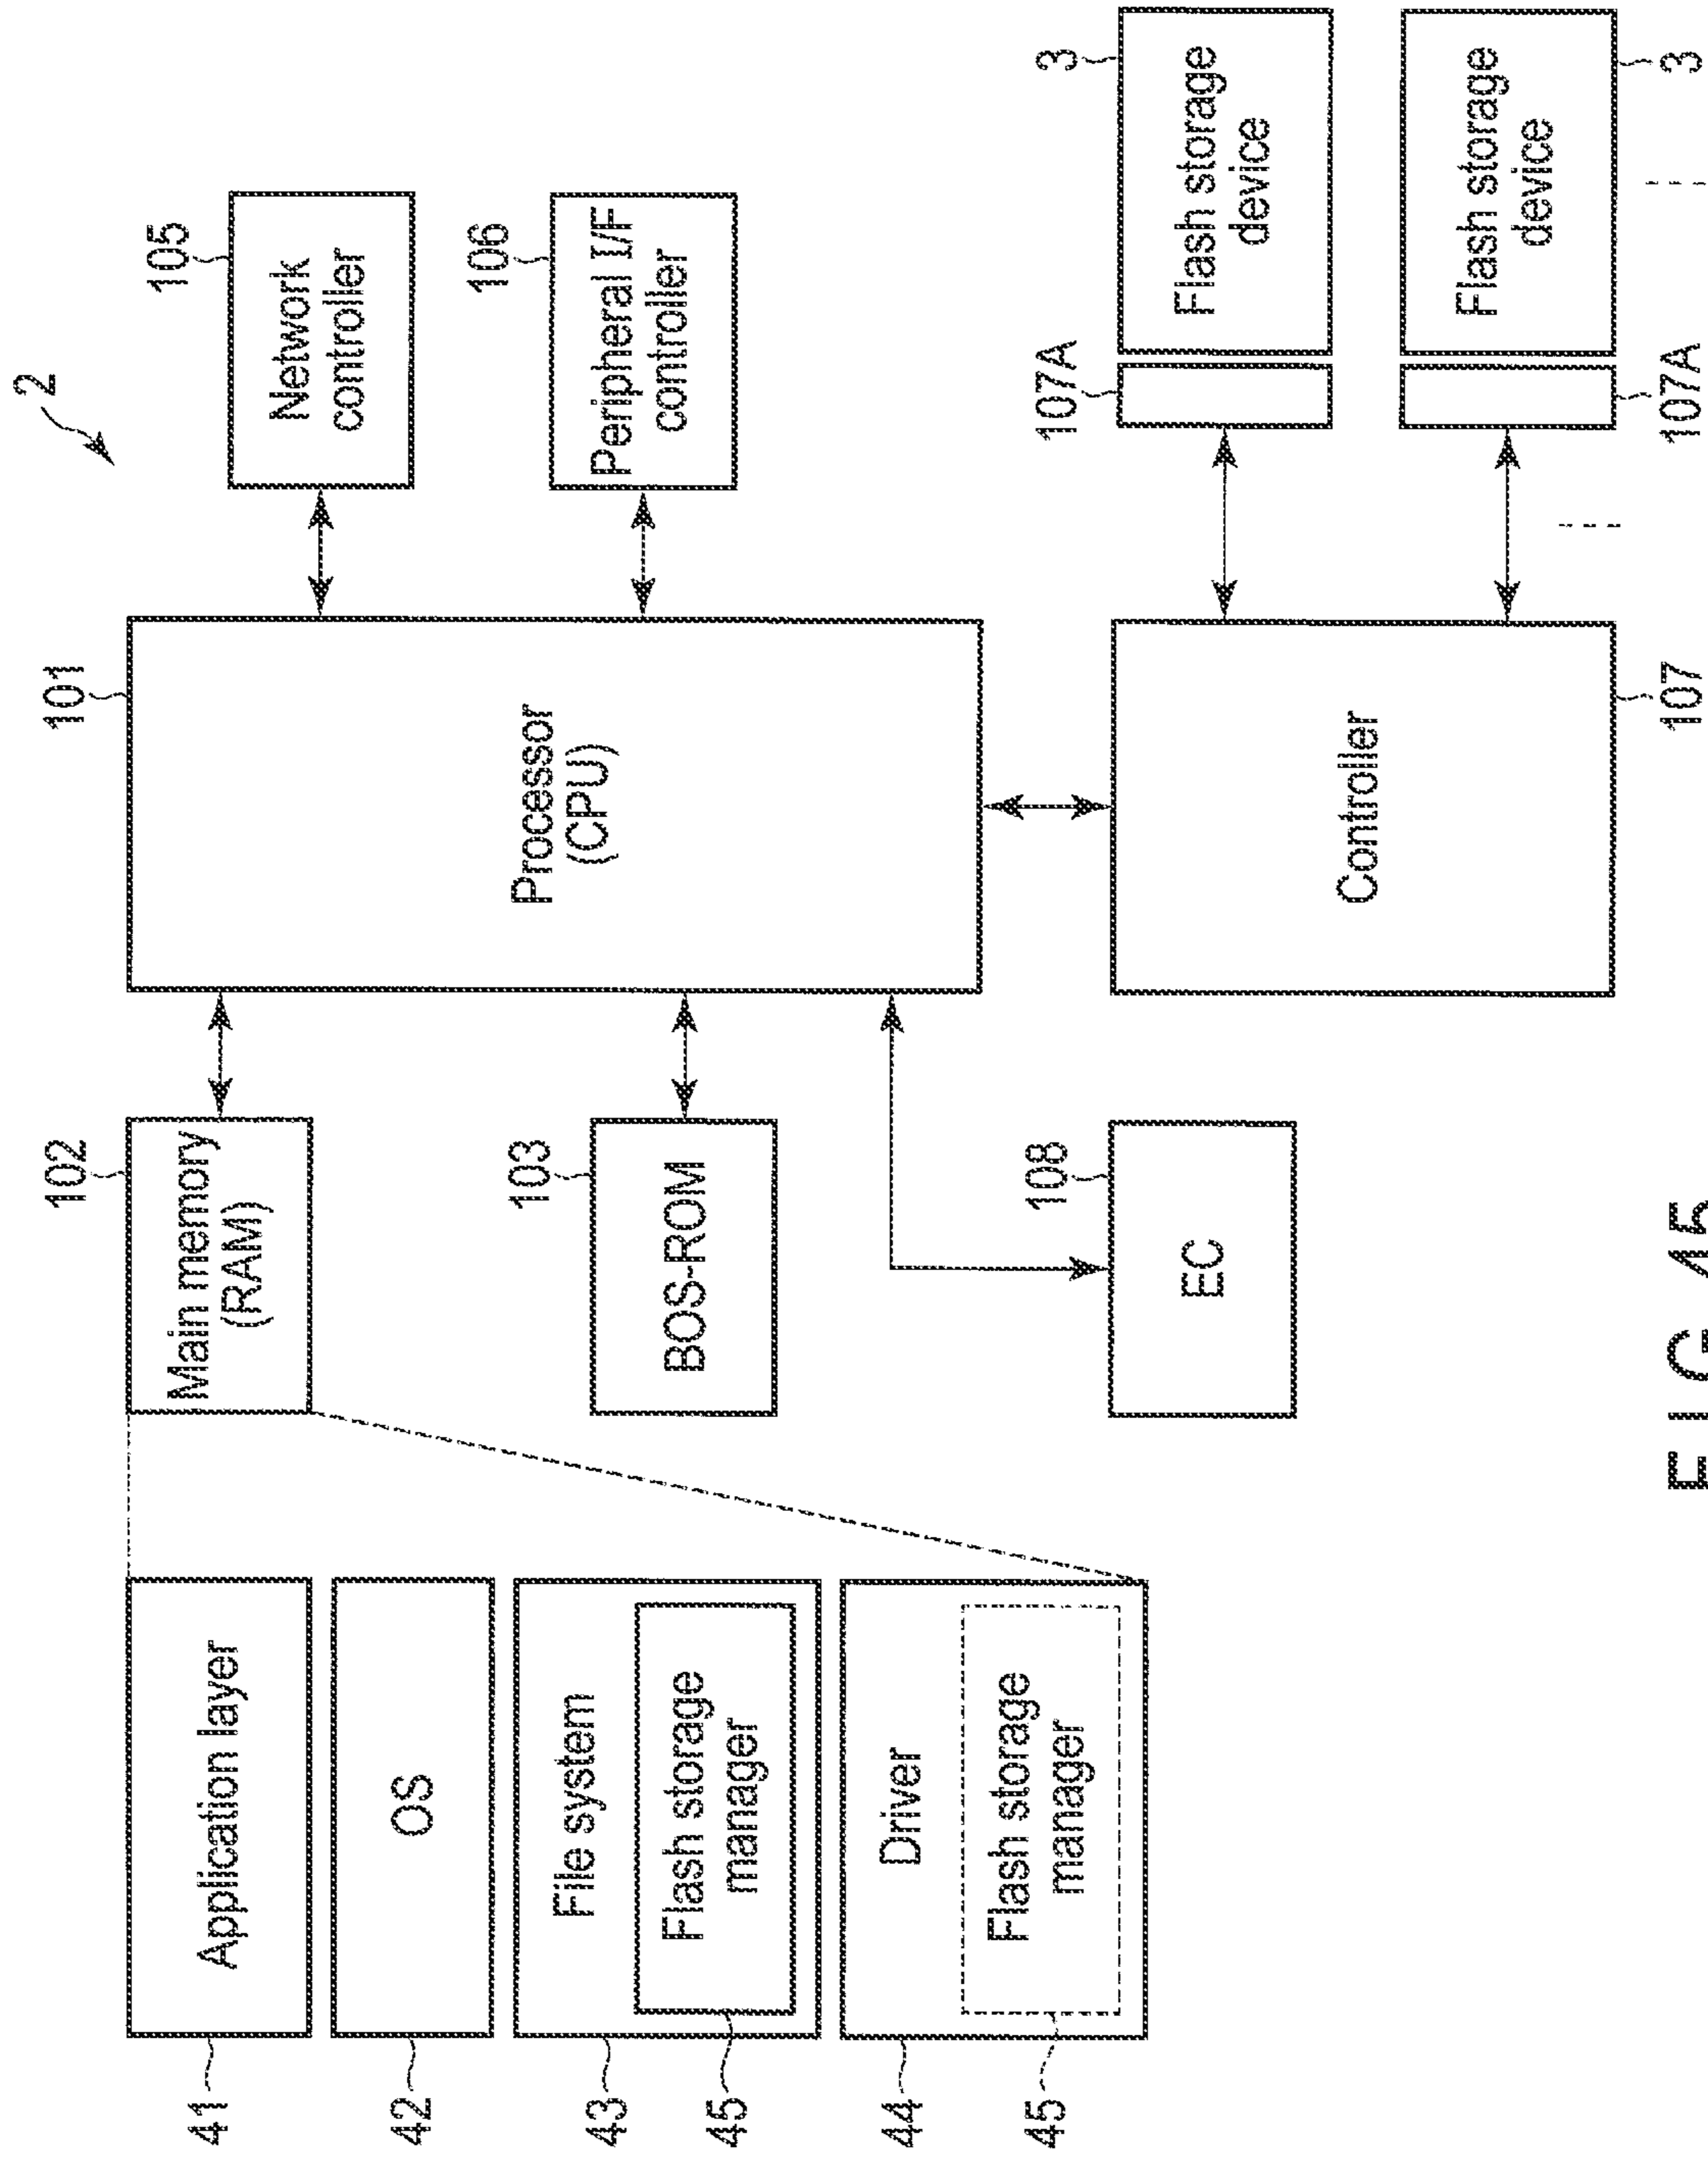 2
101
102
103
105
106
108
107
107A
107A
3
3
Application layer
OS
File system
Flash storage
manager
Driver
Flash storage
manager
41
42
43
45
44
45
Main memory
(RAM)
BOS-ROM
EC
Processor
(CPU)
Controller
Network
controller
Peripheral I/F
controller
Flash storage
device
Flash storage
device
FIG. 45